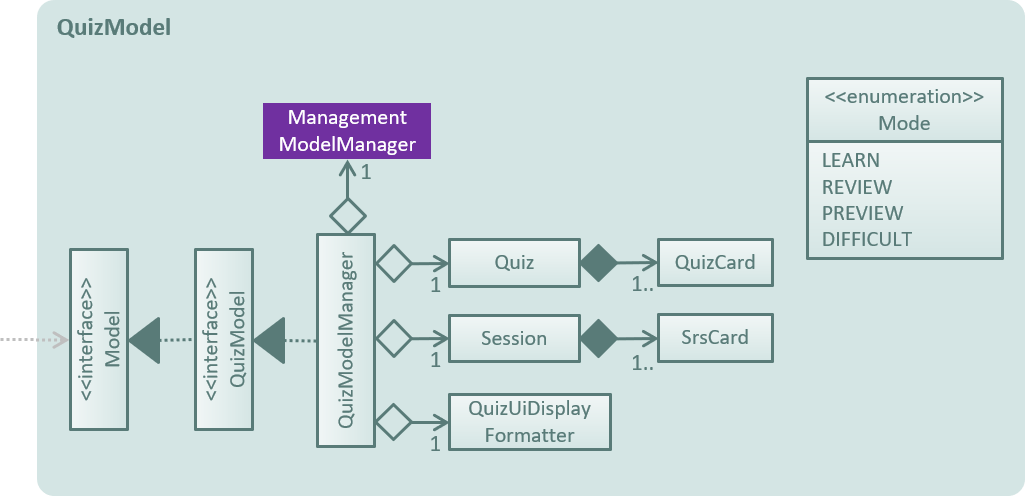 QuizModel
Management
ModelManager
1
<<enumeration>>
Mode
LEARN
REVIEW
PREVIEW
DIFFICULT
<<interface>>
Model
<<interface>>
QuizModel
QuizModelManager
1
Quiz
1..
QuizCard
1
Session
1..
SrsCard
1
QuizUiDisplay
Formatter